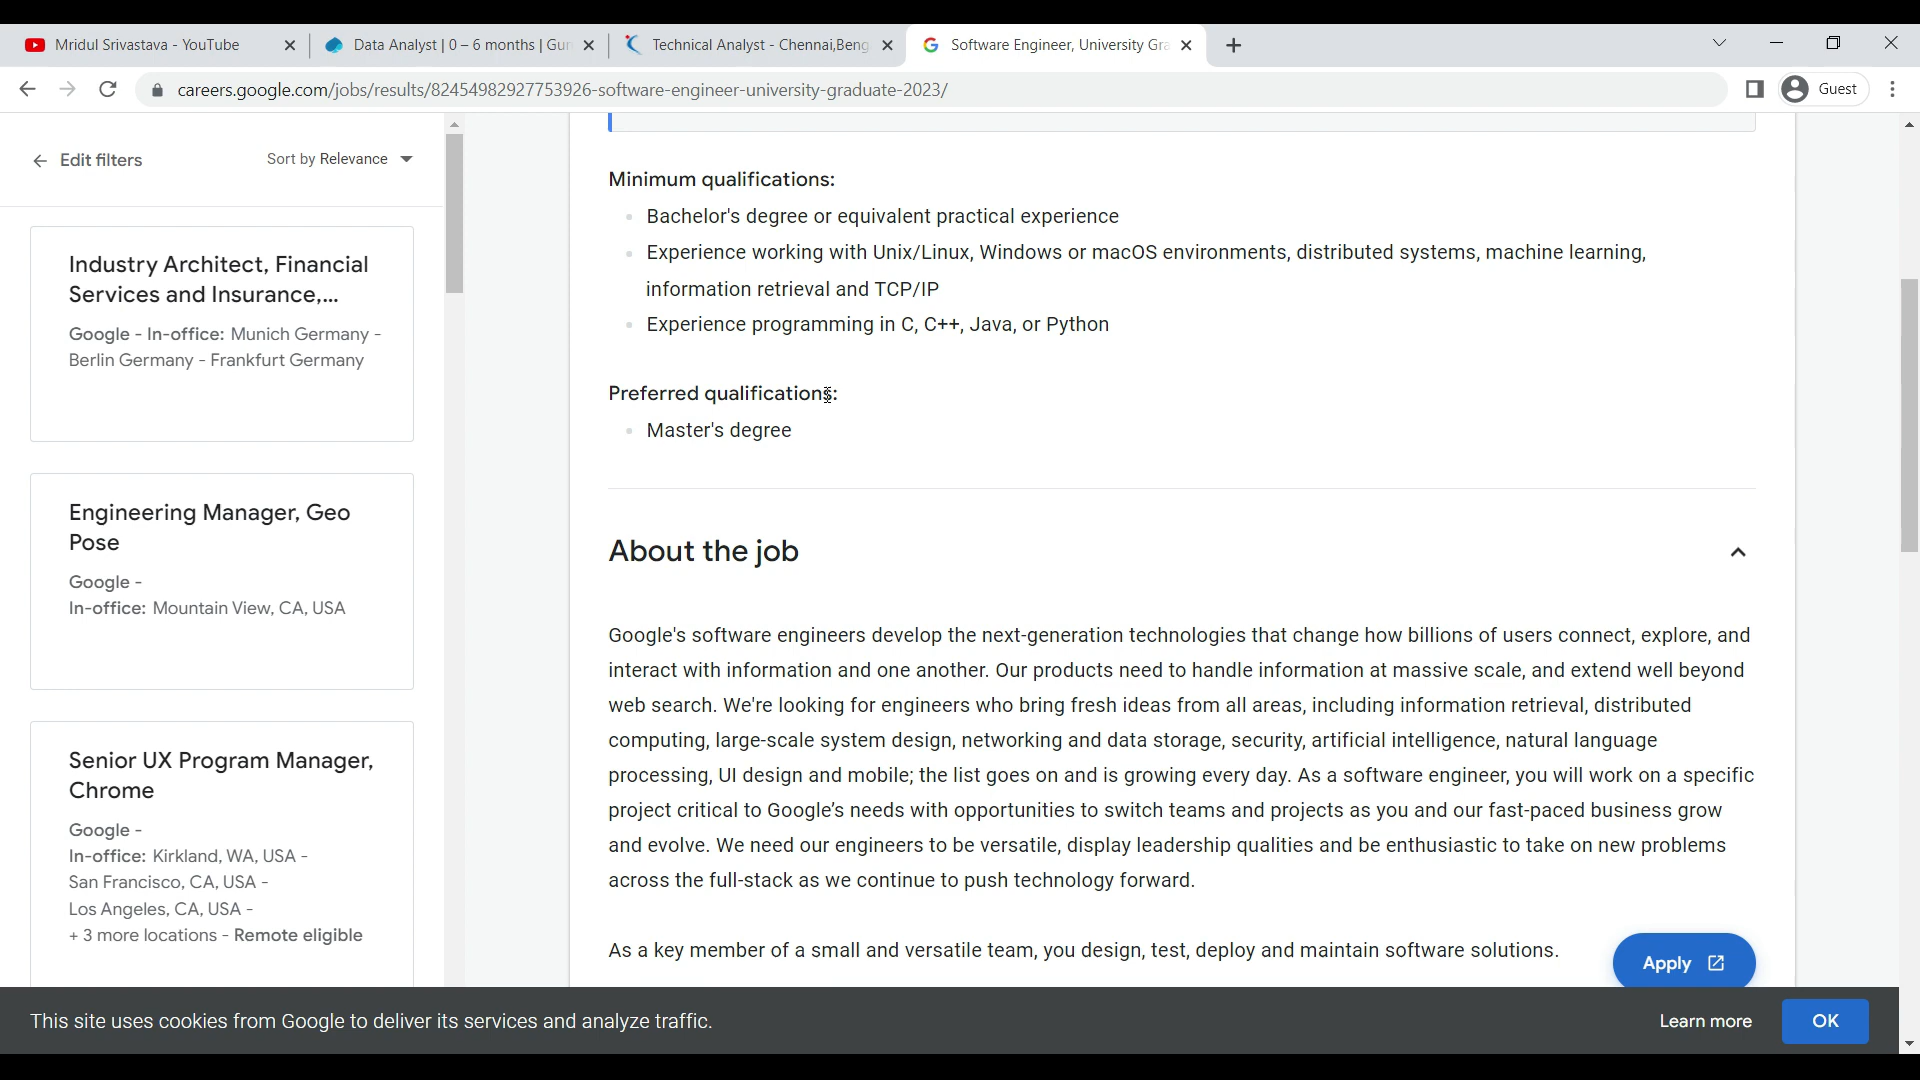 Mridul Srivastava - YouTube
Data Analyst | 0 – 6 months | Gur
Technical Analyst - Chennai,Beng
Software Engineer, University Gra
careers.google.com/jobs/results/82454982927753926-software-engineer-university-graduate-2023/
Guest
Edit filters
Sort by Relevance
Industry Architect, Financial
Services and Insurance,...
Google - In-office: Munich Germany -
Berlin Germany - Frankfurt Germany
Engineering Manager, Geo
Pose
Google -
In-office: Mountain View, CA, USA
Senior UX Program Manager,
Chrome
Google -
In-office: Kirkland, WA, USA -
San Francisco, CA, USA -
Los Angeles, CA, USA -
+ 3 more locations - Remote eligible
Minimum qualifications:
Bachelor's degree or equivalent practical experience
Experience working with Unix/Linux, Windows or macOS environments, distributed systems, machine learning,
information retrieval and TCP/IP
Experience programming in C, C++, Java, or Python
Preferred qualifications:
Master's degree
About the job
Google's software engineers develop the next-generation technologies that change how billions of users connect, explore, and
interact with information and one another. Our products need to handle information at massive scale, and extend well beyond
web search. We're looking for engineers who bring fresh ideas from all areas, including information retrieval, distributed
computing, large-scale system design, networking and data storage, security, artificial intelligence, natural language
processing, UI design and mobile; the list goes on and is growing every day. As a software engineer, you will work on a specific
project critical to Google’s needs with opportunities to switch teams and projects as you and our fast-paced business grow
and evolve. We need our engineers to be versatile, display leadership qualities and be enthusiastic to take on new problems
across the full-stack as we continue to push technology forward.
As a key member of a small and versatile team, you design, test, deploy and maintain software solutions.
Apply
This site uses cookies from Google to deliver its services and analyze traffic.
Learn more
OK